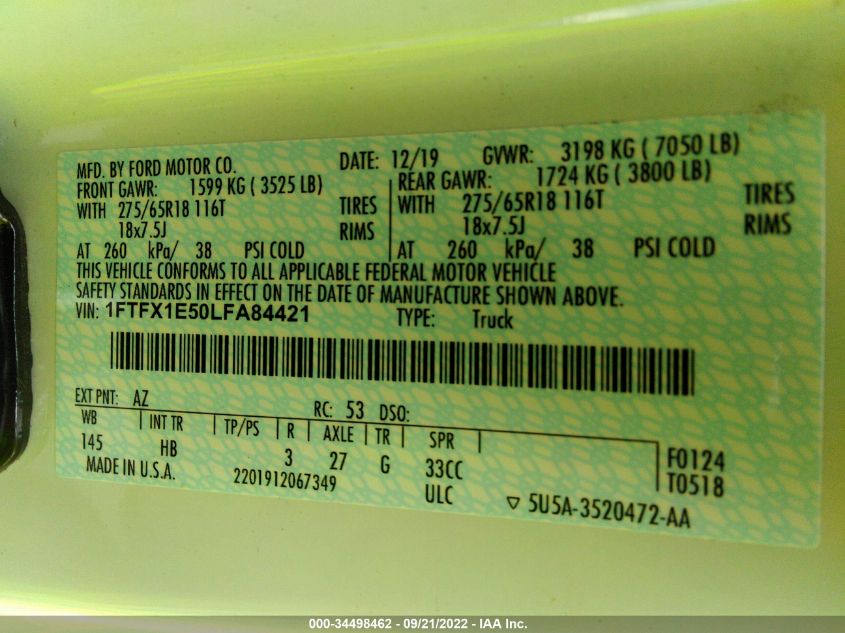 MFD. BY FORD MOTOR CO. DATE: 12/19 GVWR: 3198 KG ( 7050 LB)
FRONT GAWR: 1599 KG ( 3525 LB) REAR GAWR: 1724 KG ( 3800 LB)
WITH 275/65R18 116T TIRES WITH 275/65R18 116T TIRES
18x7.5J RIMS 18x7.5J RIMS
AT 260 kPa/ 38 PSI COLD AT 260 kPa/ 38 PSI COLD
THIS VEHICLE CONFORMS TO ALL APPLICABLE FEDERAL MOTOR VEHICLE
SAFETY STANDARDS IN EFFECT ON THE DATE OF MANUFACTURE SHOWN ABOVE.
VIN: 1FTFX1E50LFA84421 TYPE: Truck
EXT PNT: AZ RC: 53 DSO:
WB INT TR TP/PS R AXLE TR SPR
145 HB 3 27 G 33CC F0124
MADE IN U.S.A. 2201912067349 ULC T0518
5U5A-3520472-AA
000-34498462 - 09/21/2022 - IAA Inc.